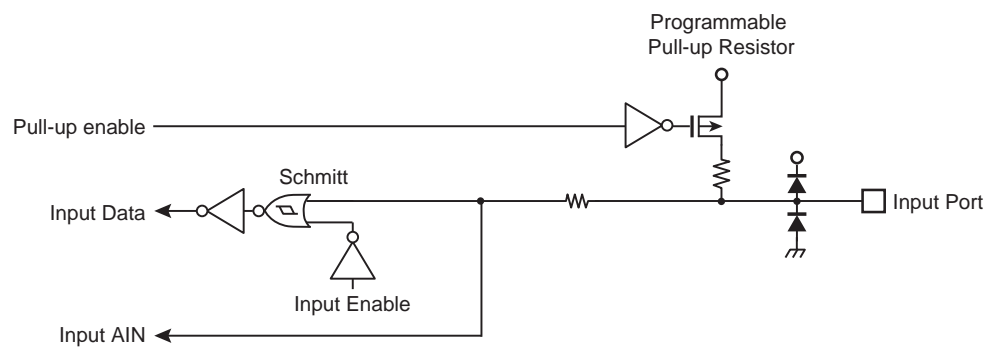 Programmable
Pull-up Resistor
Pull-up enable
Schmitt
Input Data
Input Port
Input Enable
Input AIN